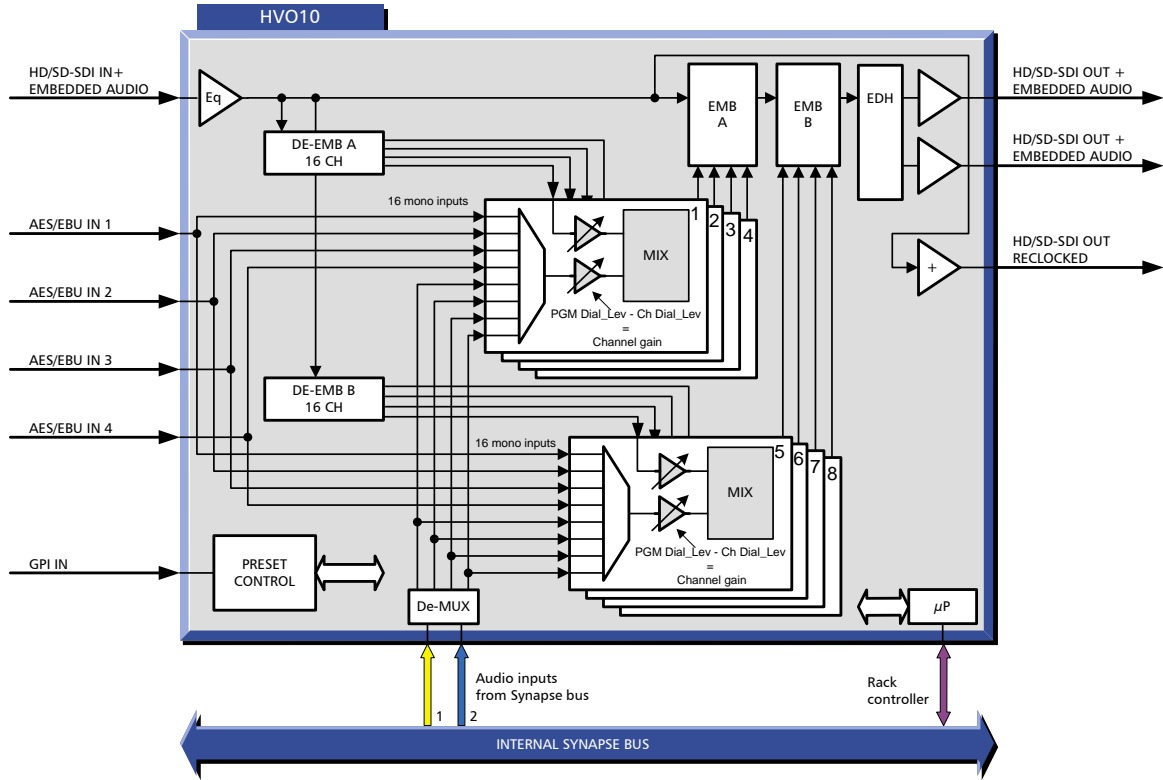 HVO10
HD/SD-SDI IN+
EMBEDDED AUDIO
Eq
DE-EMB A
16 CH
EMB
A
EMB
B
EDH
HD/SD-SDI OUT +
EMBEDDED AUDIO
HD/SD-SDI OUT +
EMBEDDED AUDIO
16 mono inputs
1
2
3
4
MIX
PGM Dial_Lev - Ch Dial_Lev
=
Channel gain
+
HD/SD-SDI OUT
RECLOCKED
AES/EBU IN 1
AES/EBU IN 2
AES/EBU IN 3
AES/EBU IN 4
DE-EMB B
16 CH
16 mono inputs
5
6
7
8
MIX
PGM Dial_Lev - Ch Dial_Lev
=
Channel gain
GPI IN
PRESET
CONTROL
De-MUX
µP
Audio inputs
from Synapse bus
1
2
Rack
controller
INTERNAL SYNAPSE BUS